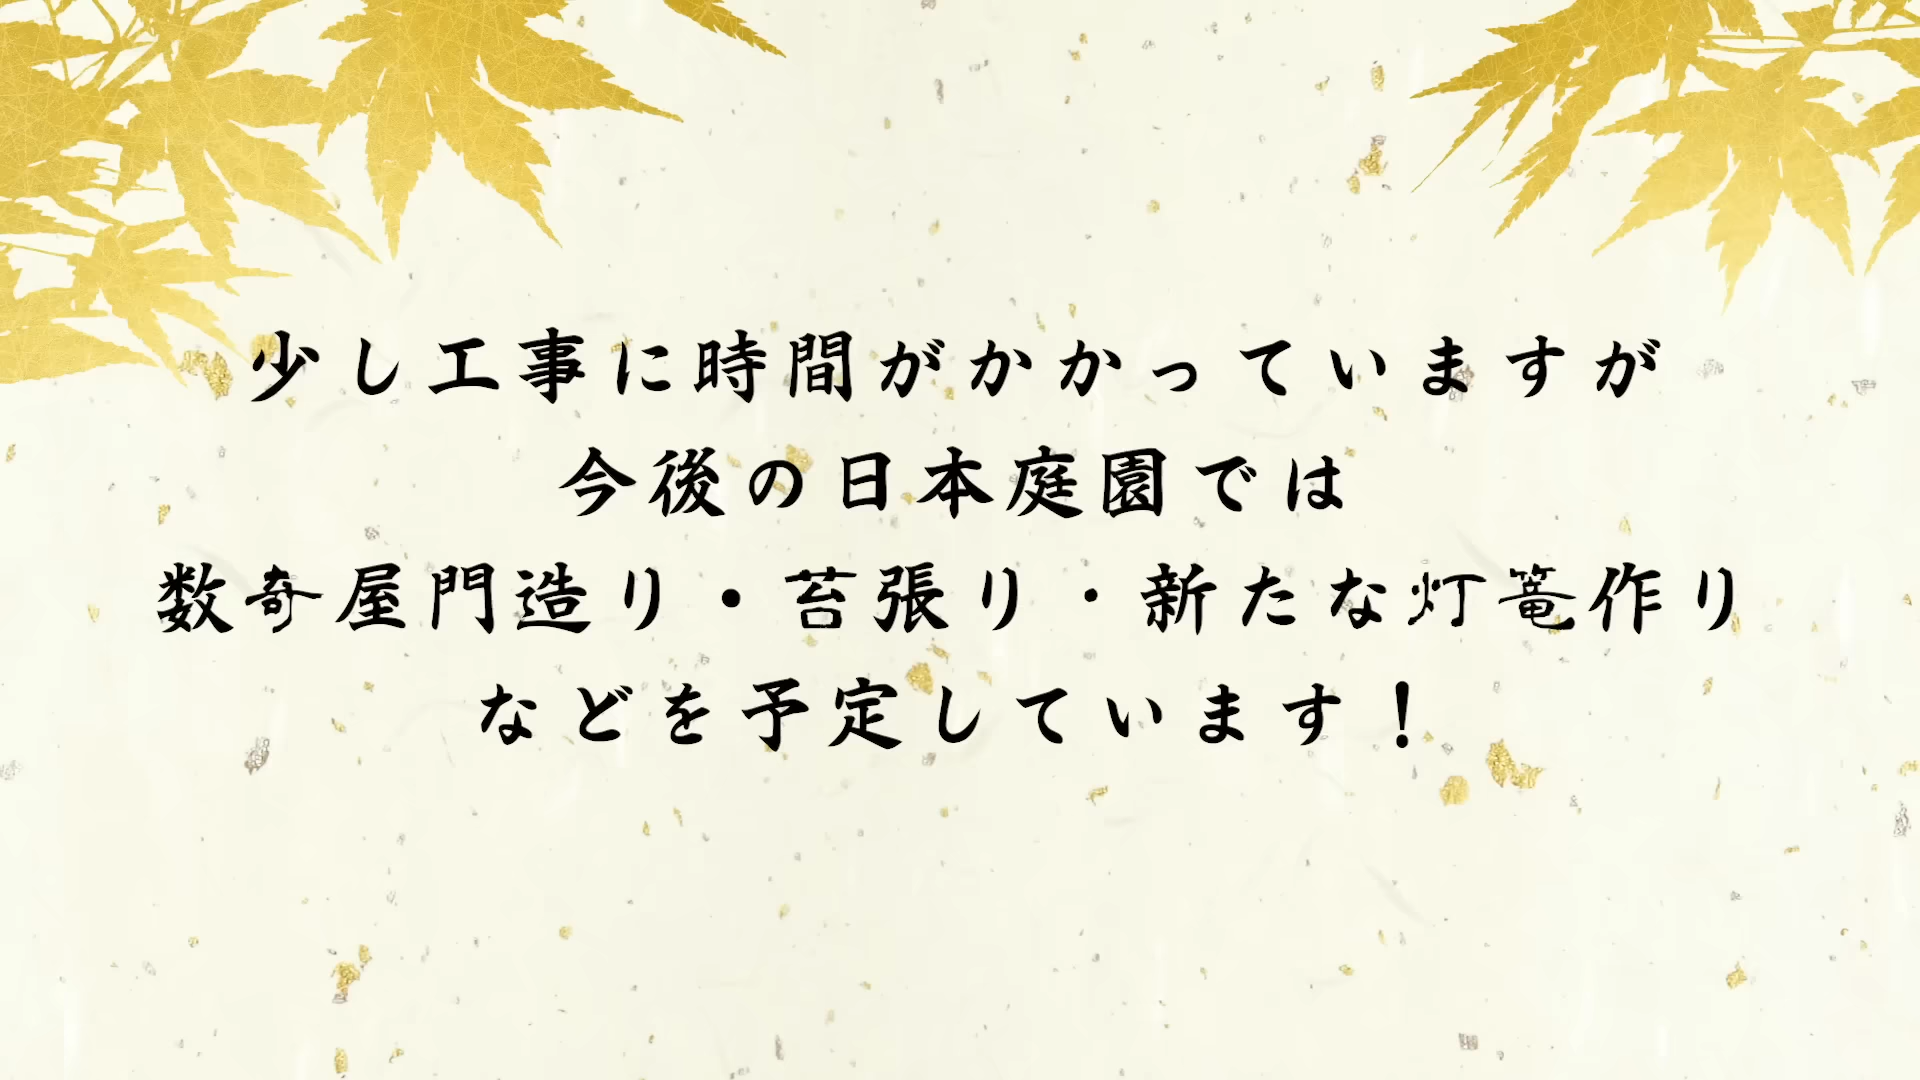 少し工事に時間がかかっていますが
今後の日本庭園では
数奇屋門造り・苔張り・新たな灯篭作り
などを予定しています！